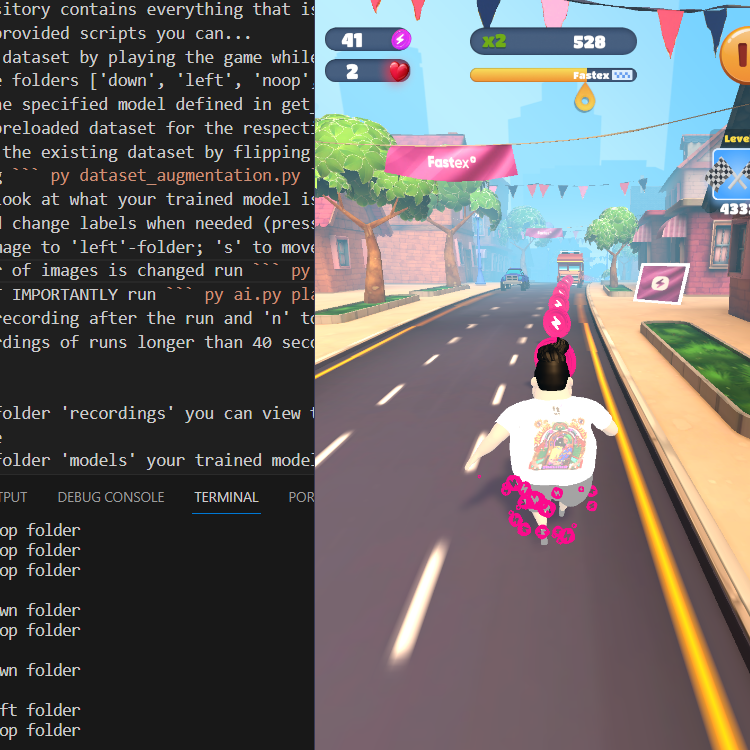 sitory contains everything that is
provided scripts you can...
dataset by playing the game while
e folders ['down', 'left', 'noop',
he specified model defined in get_
preloaded dataset for the respecti
the existing dataset by flipping
g ``` py dataset_augmentation.py
look at what your trained model is
d change labels when needed (press
mage to 'left'-folder; 's' to move
r of images is changed run ``` py
T IMPORTANTLY run ``` py ai.py pla
recording after the run and 'n' to
rdings of runs longer than 40 seco
folder 'recordings' you can view t
e
folder 'models' your trained model
TPUT DEBUG CONSOLE TERMINAL POR
op folder
op folder
op folder
wn folder
op folder
wn folder
ft folder
op folder
41
2
x2 528
Fastex
Fastex
Leve
433